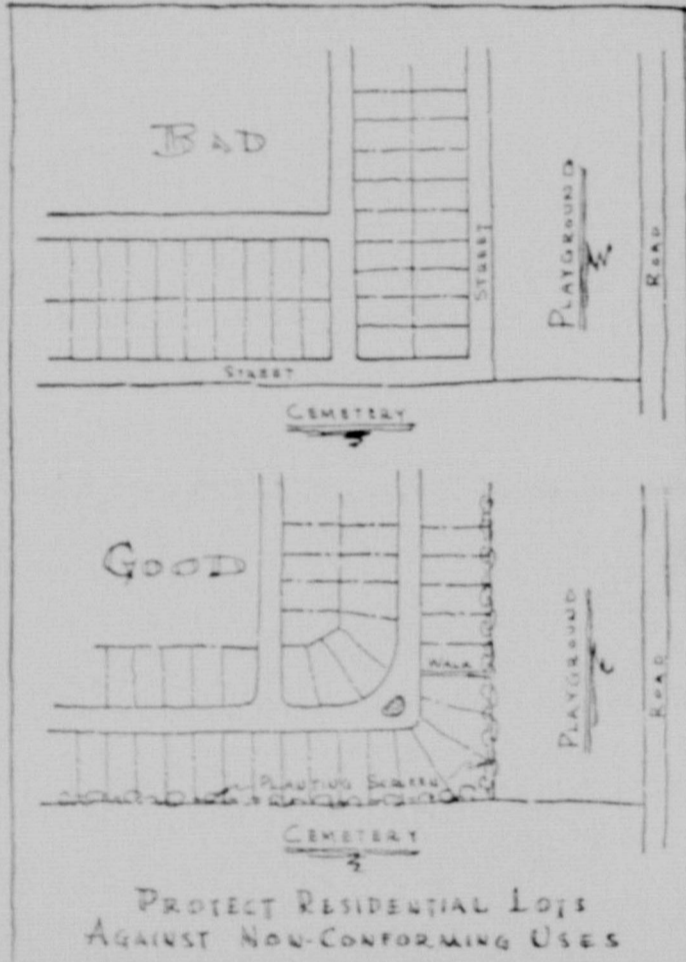 BAD
STREET
PLAYGROUND
ROAD
STREET
CEMETERY
GOOD
WALK
PLAYGROUND
ROAD
PLANTING SCREEN
CEMETERY
PROTECT RESIDENTIAL LOTS
AGAINST NON-CONFORMING USES